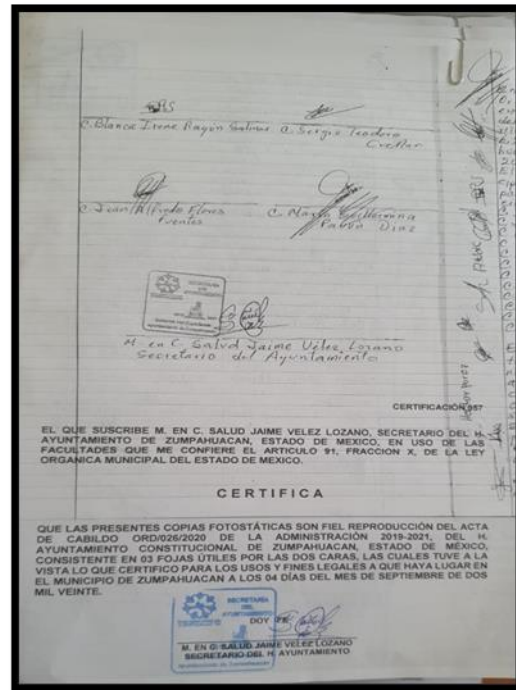 C. Blanca Irene Rayón Salinas C. Sergio Teodoro
Cuellar
C. Juan Alfredo Flores
Fuentes
C. María Guillermina
Pavón Díaz
M. en C. Salud Jaime Vélez Lozano
Secretario del Ayuntamiento
CERTIFICACIÓN 957
EL QUE SUSCRIBE M. EN C. SALUD JAIME VELEZ LOZANO, SECRETARIO DEL H.
AYUNTAMIENTO DE ZUMPAHUACAN, ESTADO DE MEXICO, EN USO DE LAS
FACULTADES QUE ME CONFIERE EL ARTICULO 91, FRACCION X, DE LA LEY
ORGANICA MUNICIPAL DEL ESTADO DE MEXICO.
CERTIFICA
QUE LAS PRESENTES COPIAS FOTOSTÁTICAS SON FIEL REPRODUCCIÓN DEL ACTA
DE CABILDO ORD/026/2020 DE LA ADMINISTRACIÓN 2019-2021, DEL H.
AYUNTAMIENTO CONSTITUCIONAL DE ZUMPAHUACAN, ESTADO DE MÉXICO,
CONSISTENTE EN 03 FOJAS ÚTILES POR LAS DOS CARAS, LAS CUALES TUVE A LA
VISTA LO QUE CERTIFICO PARA LOS USOS Y FINES LEGALES A QUE HAYA LUGAR EN
EL MUNICIPIO DE ZUMPAHUACAN A LOS 04 DÍAS DEL MES DE SEPTIEMBRE DE DOS
MIL VEINTE.
SECRETARÍA
DEL
AYUNTAMIENTO
DOY FE
M. EN C. SALUD JAIME VELEZ LOZANO
SECRETARIO DEL H. AYUNTAMIENTO